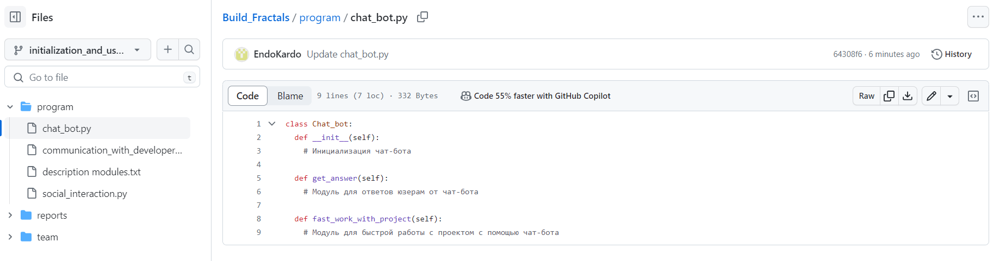 Files
initialization_and_us...
Go to file
t
program
chat_bot.py
communication_with_developer...
description modules.txt
social_interaction.py
reports
team
Build_Fractals / program / chat_bot.py
EndoKardo Update chat_bot.py
64308f6 · 6 minutes ago
History
Code
Blame
9 lines (7 loc) · 332 Bytes
Code 55% faster with GitHub Copilot
Raw
1 class Chat_bot:
2 def __init__(self):
3 # Инициализация чат-бота
4
5 def get_answer(self):
6 # Модуль для ответов юзерам от чат-бота
7
8 def fast_work_with_project(self):
9 # Модуль для быстрой работы с проектом с помощью чат-бота